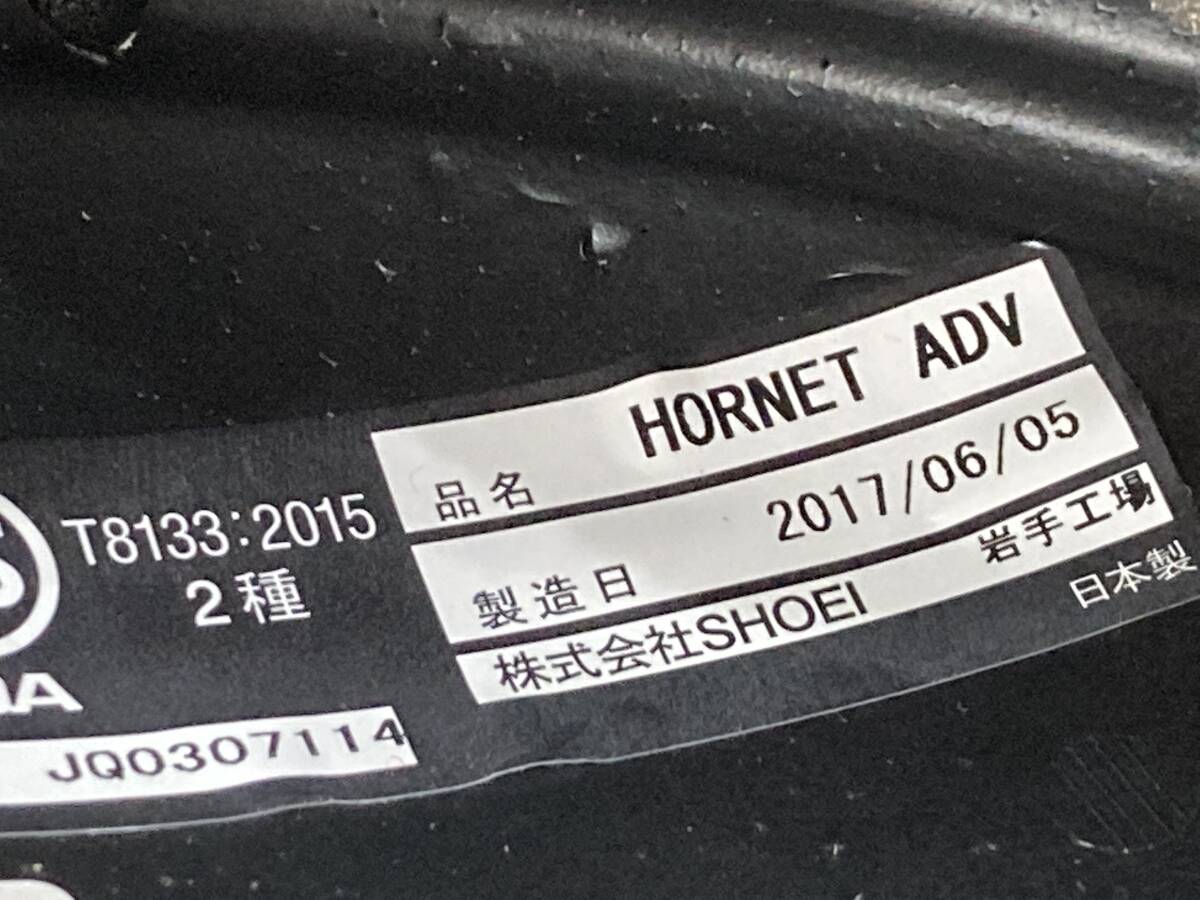 T8133:2015
2種
JQ0307114
品名 HORNET ADV
製造日 2017/06/05
株式会社SHOEI 岩手工場
日本製